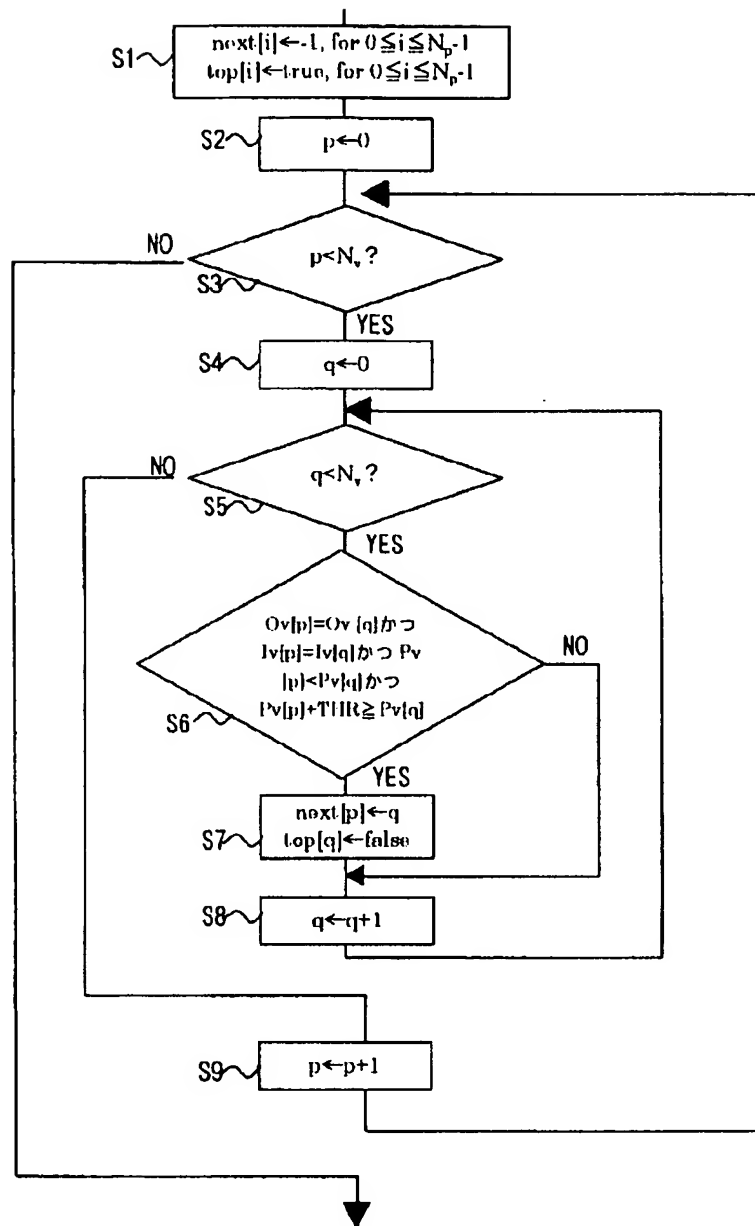 S1
next[i]←-1, for 0≦i≦Np-1
top[i]←true, for 0≦i≦Np-1
S2
p←0
NO
p<Nv?
S3
YES
S4
q←0
NO
q<Nv?
S5
YES
Ov[p]=Ov[q]かつ
Iv[p]=Iv[q]かつ Pv
[p]<Pv[q]かつ
Pv[p]+THR≧Pv[q]
NO
S6
YES
next[p]←q
top[q]←false
S7
S8
q←q+1
S9
p←p+1